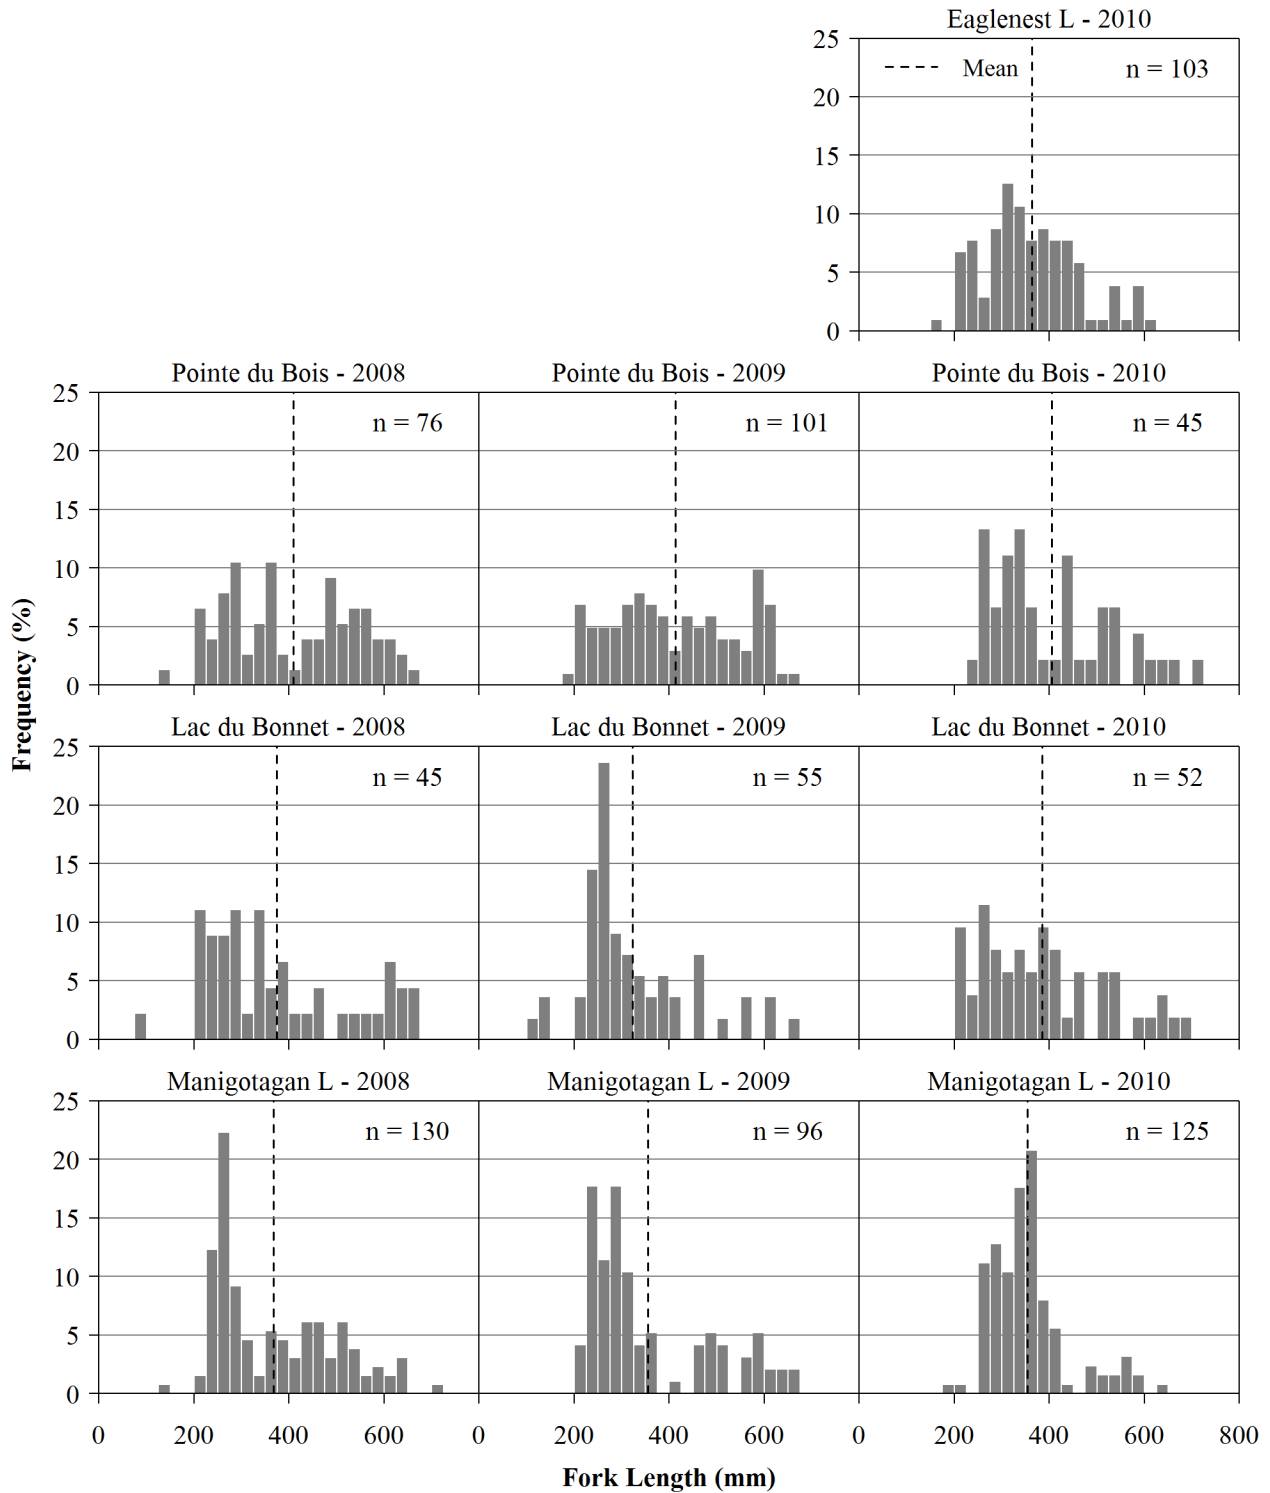 Eaglenest L - 2010
25
20
15
10
5
0
Mean
n = 103
Pointe du Bois - 2008
Pointe du Bois - 2009
Pointe du Bois - 2010
25
20
15
10
5
0
n = 76
n = 101
n = 45
Lac du Bonnet - 2008
Lac du Bonnet - 2009
Lac du Bonnet - 2010
25
20
15
10
5
0
n = 45
n = 55
n = 52
Manigotagan L - 2008
Manigotagan L - 2009
Manigotagan L - 2010
25
20
15
10
5
0
n = 130
n = 96
n = 125
0 200 400 600 0 200 400 600 0 200 400 600 800
Frequency (%)
Fork Length (mm)